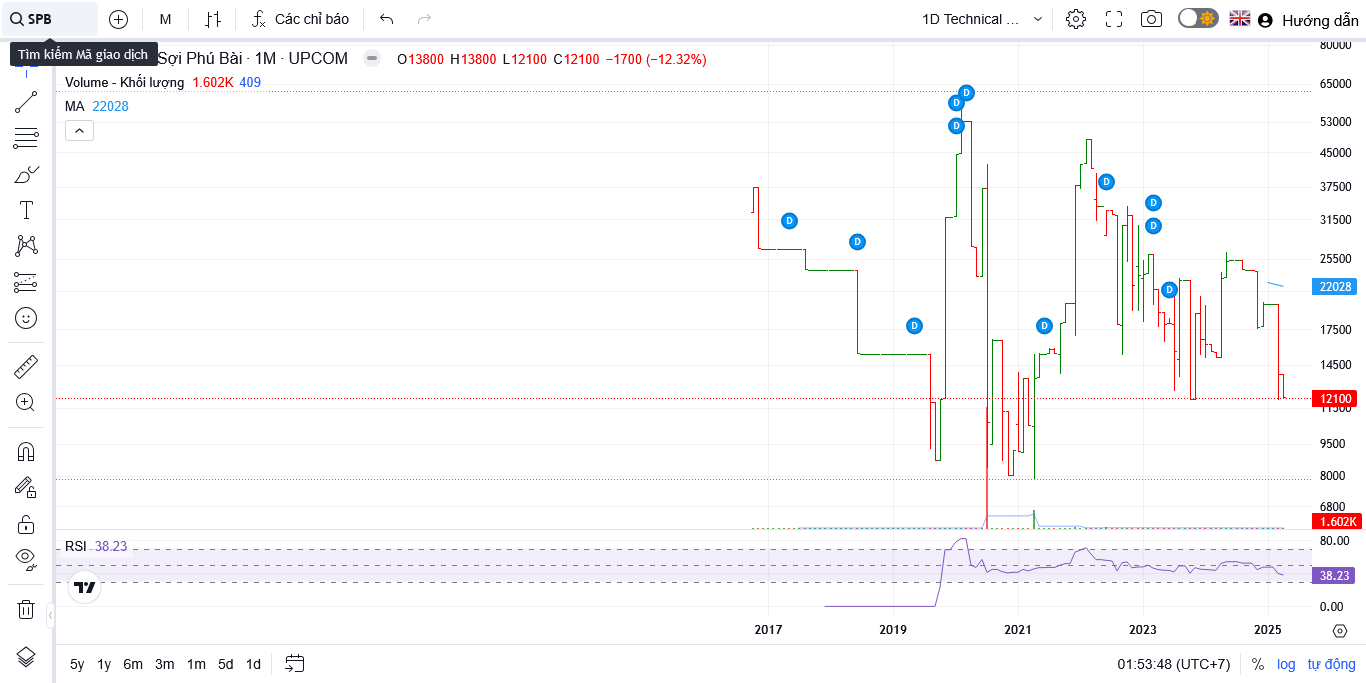 SPB
M
Các chỉ báo
1D Technical ...
Hướng dẫn
Tìm kiếm Mã giao dịch
Sợi Phú Bài · 1M · UPCOM
O13800 H13800 L12100 C12100 −1700 (−12.32%)
Volume - Khối lượng 1.602K 409
MA 22028
80000
65000
53000
45000
37500
31500
25500
22028
17500
14500
12100
11500
9500
8000
6800
1.602K
RSI 38.23
80.00
38.23
0.00
D
D
D
D
D
D
D
D
D
D
D
2017 2019 2021 2023 2025
5y 1y 6m 3m 1m 5d 1d
01:53:48 (UTC+7) % log tự động